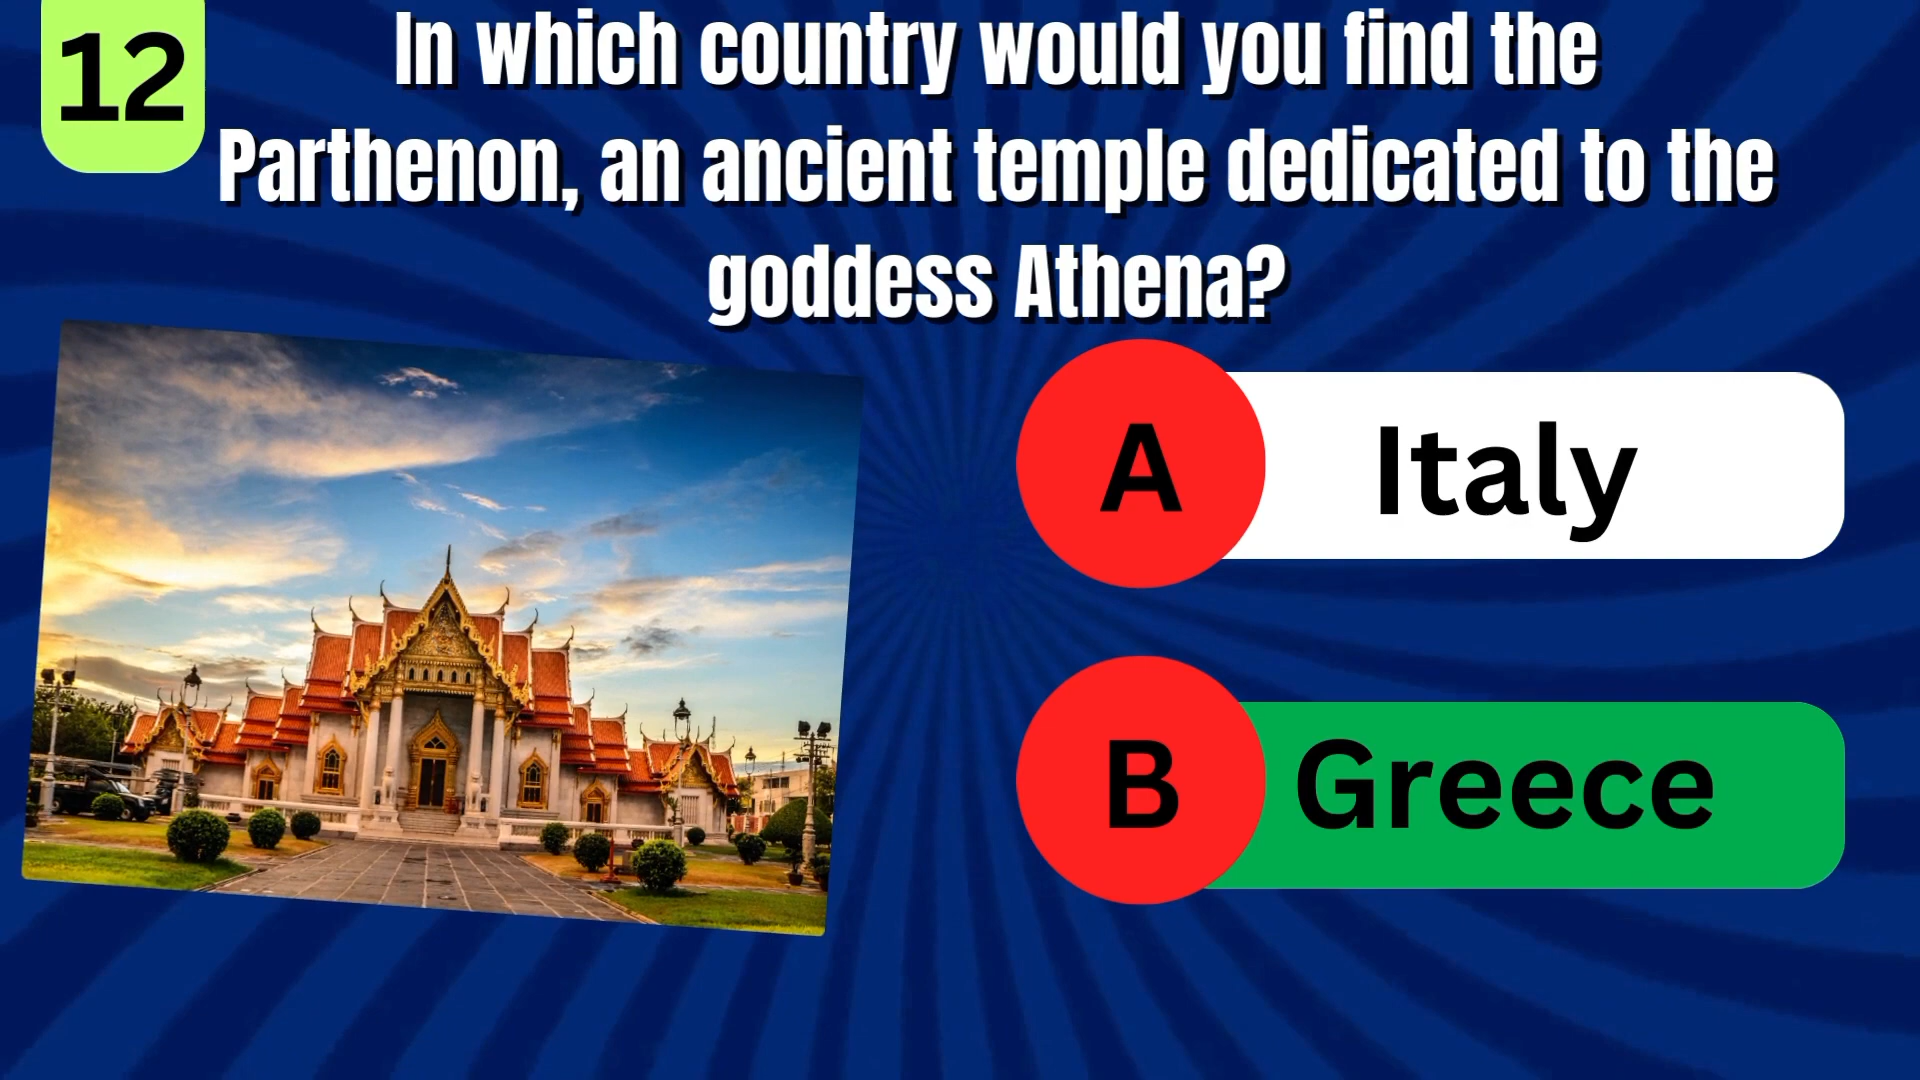 12
In which country would you find the
Parthenon, an ancient temple dedicated to the
goddess Athena?
A Italy
B Greece